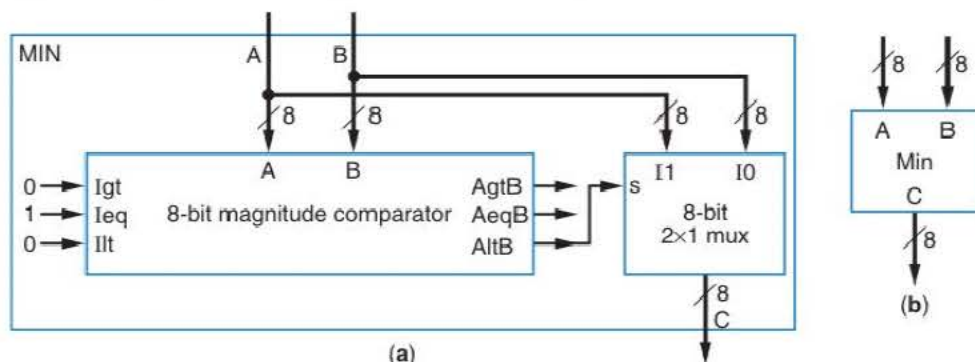 MIN
A
B
8
8
8
8
A
B
I1
I0
0
Igt
1
Ieq
0
Ilt
8-bit magnitude comparator
AgtB
AeqB
AltB
s
8-bit
2×1 mux
8
C
(a)
8
8
A
B
Min
C
8
(b)